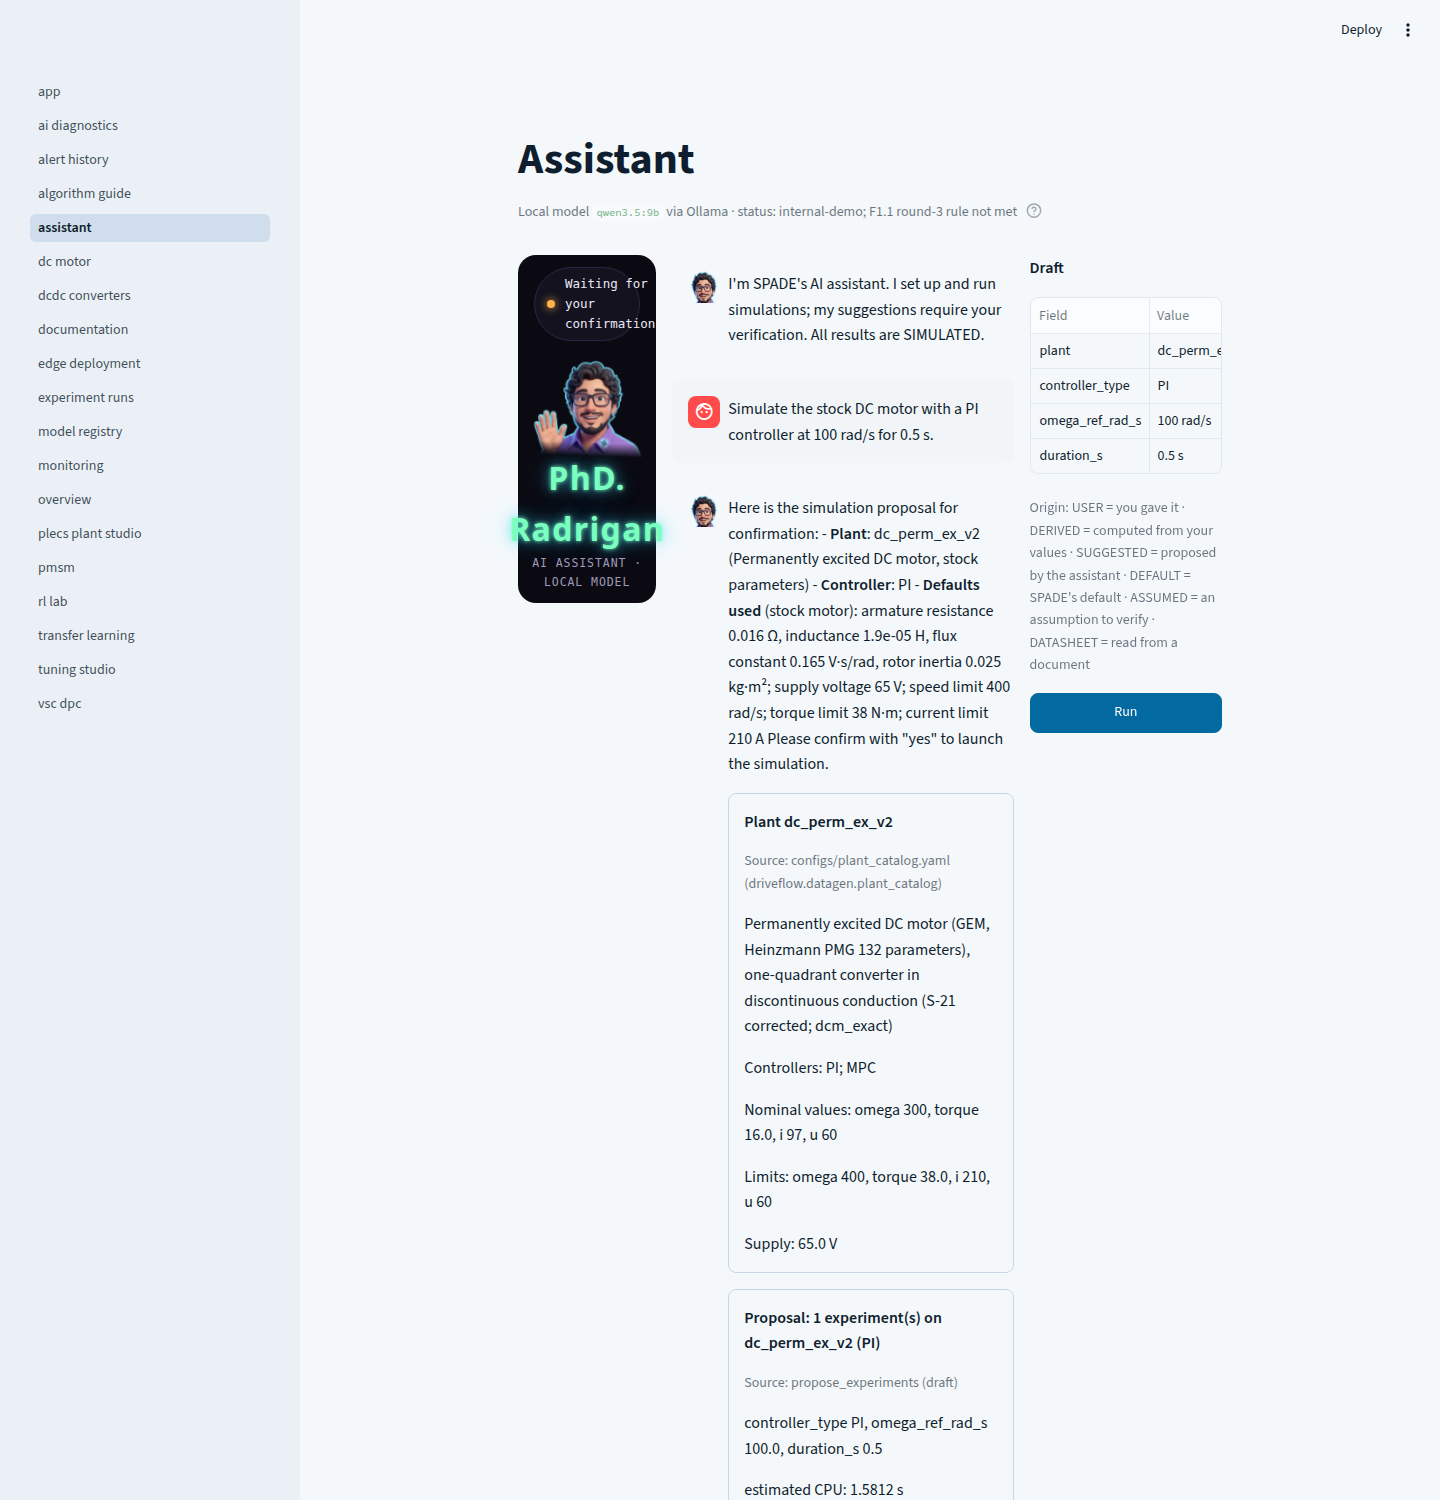 Deploy
app
ai diagnostics
alert history
algorithm guide
assistant
dc motor
dcdc converters
documentation
edge deployment
experiment runs
model registry
monitoring
overview
plecs plant studio
pmsm
rl lab
transfer learning
tuning studio
vsc dpc
Assistant
Local model qwen3.5:9b via Ollama · status: internal-demo; F1.1 round-3 rule not met
Waiting for
your
confirmation
PhD.
Radrigan
AI ASSISTANT ·
LOCAL MODEL
I'm SPADE's AI assistant. I set up and run
simulations; my suggestions require your
verification. All results are SIMULATED.
Simulate the stock DC motor with a PI
controller at 100 rad/s for 0.5 s.
Here is the simulation proposal for
confirmation: - Plant: dc_perm_ex_v2
(Permanently excited DC motor, stock
parameters) - Controller: PI - Defaults
used (stock motor): armature resistance
0.016 Ω, inductance 1.9e-05 H, flux
constant 0.165 V·s/rad, rotor inertia 0.025
kg·m²; supply voltage 65 V; speed limit 400
rad/s; torque limit 38 N·m; current limit
210 A Please confirm with "yes" to launch
the simulation.
Plant dc_perm_ex_v2
Source: configs/plant_catalog.yaml
(driveflow.datagen.plant_catalog)
Permanently excited DC motor (GEM,
Heinzmann PMG 132 parameters),
one-quadrant converter in
discontinuous conduction (S-21
corrected; dcm_exact)
Controllers: PI; MPC
Nominal values: omega 300, torque
16.0, i 97, u 60
Limits: omega 400, torque 38.0, i 210,
u 60
Supply: 65.0 V
Proposal: 1 experiment(s) on
dc_perm_ex_v2 (PI)
Source: propose_experiments (draft)
controller_type PI, omega_ref_rad_s
100.0, duration_s 0.5
estimated CPU: 1.5812 s
Draft
Field Value
plant dc_perm_e
controller_type PI
omega_ref_rad_s 100 rad/s
duration_s 0.5 s
Origin: USER = you gave it ·
DERIVED = computed from your
values · SUGGESTED = proposed
by the assistant · DEFAULT =
SPADE's default · ASSUMED = an
assumption to verify ·
DATASHEET = read from a
document
Run